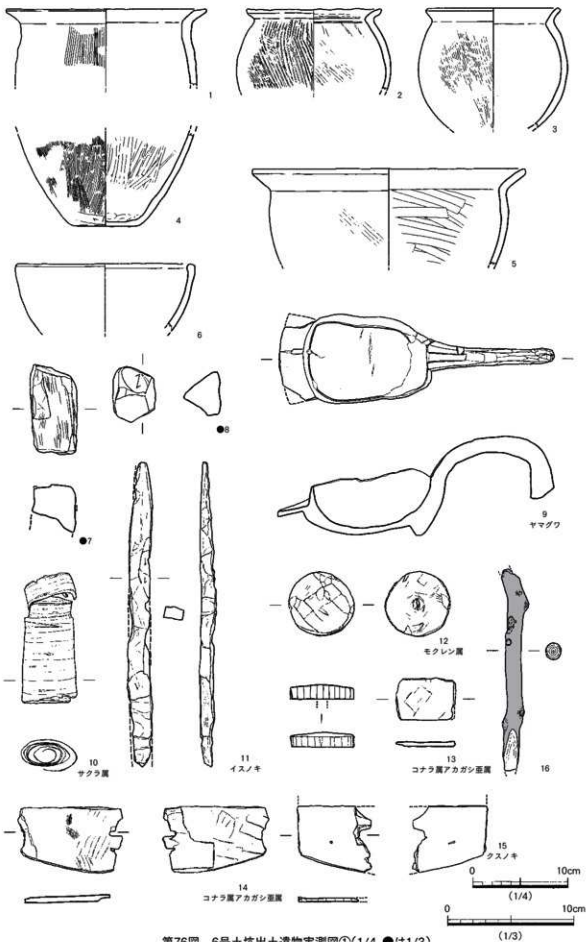 1
2
3
4
5
6
●8
●7
9
ヤマグワ
10
サクラ属
11
イスノキ
12
モクレン属
13
コナラ属アカガシ亜属
16
14
コナラ属アカガシ亜属
15
クスノキ
0 10cm
(1/4)
0 10cm
(1/3)
第76図 6号土坑出土遺物実測図①(1/4、●は1/3)